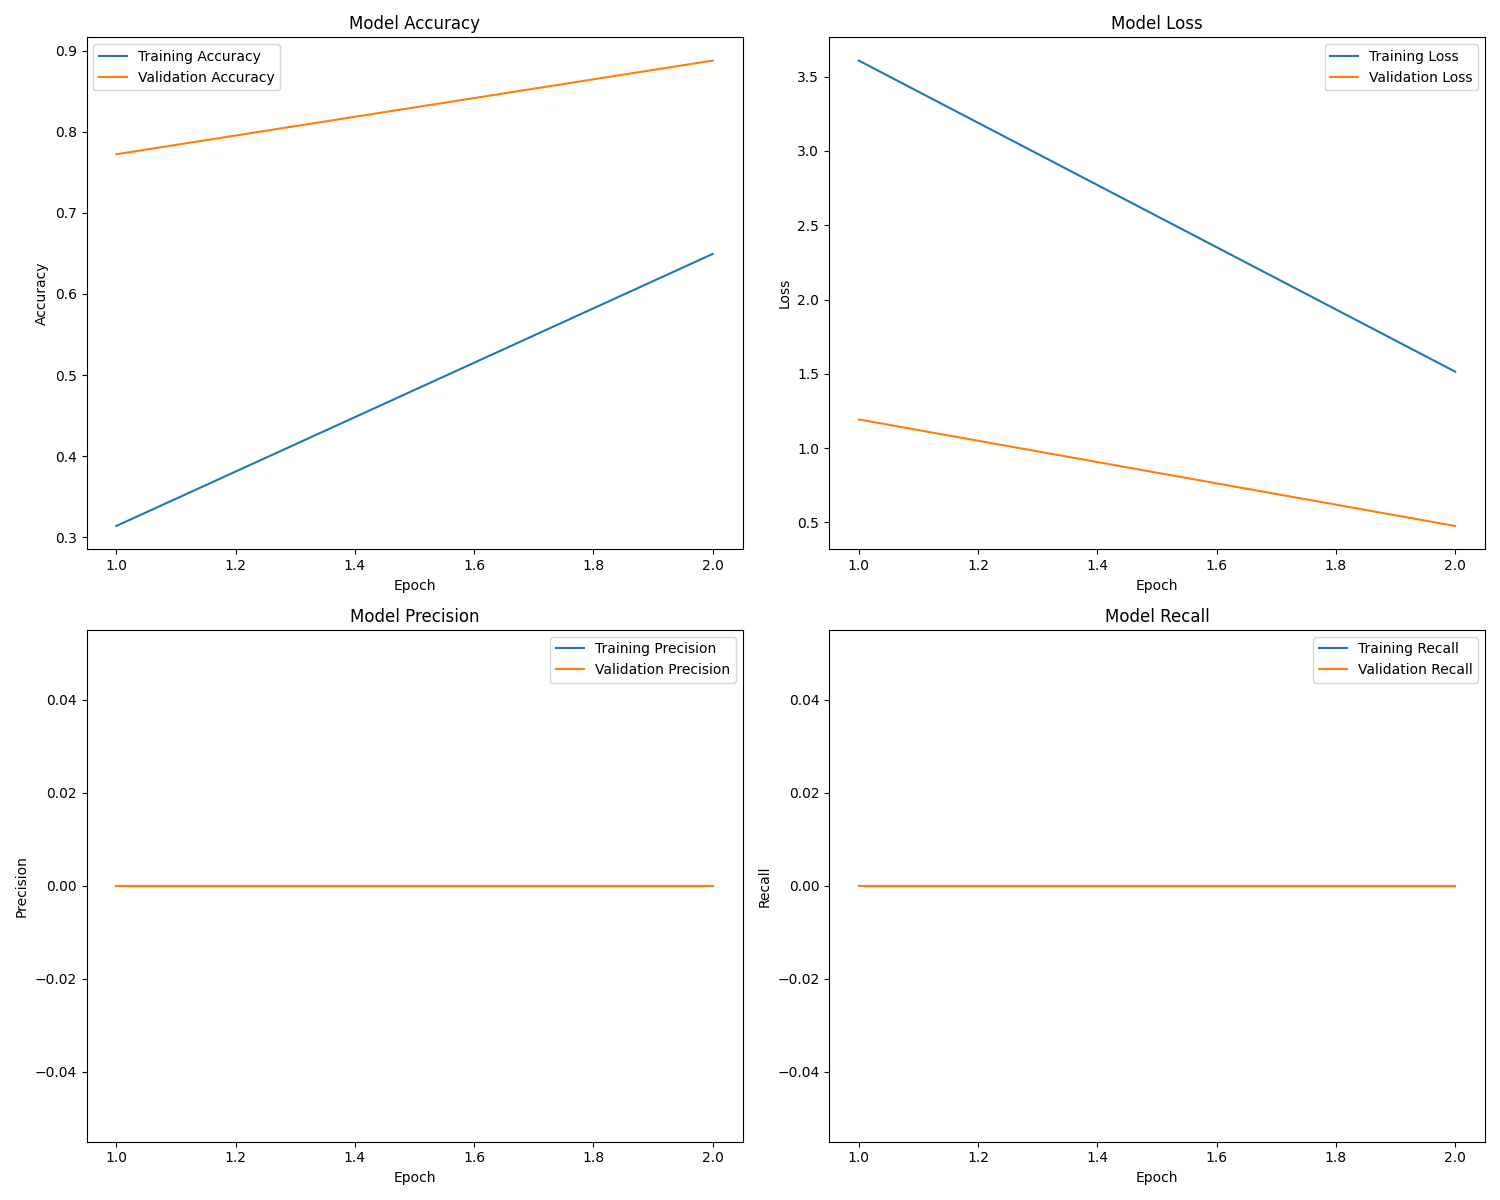 Model Accuracy
Training Accuracy
Validation Accuracy
0.9
0.8
0.7
0.6
0.5
0.4
0.3
Accuracy
1.0 1.2 1.4 1.6 1.8 2.0
Epoch
Model Loss
Training Loss
Validation Loss
3.5
3.0
2.5
2.0
1.5
1.0
0.5
Loss
1.0 1.2 1.4 1.6 1.8 2.0
Epoch
Model Precision
Training Precision
Validation Precision
0.04
0.02
0.00
−0.02
−0.04
Precision
1.0 1.2 1.4 1.6 1.8 2.0
Epoch
Model Recall
Training Recall
Validation Recall
0.04
0.02
0.00
−0.02
−0.04
Recall
1.0 1.2 1.4 1.6 1.8 2.0
Epoch